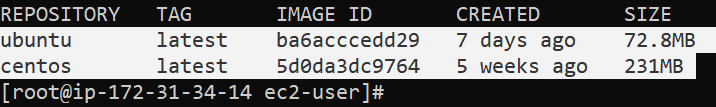 REPOSITORY TAG IMAGE ID CREATED SIZE
ubuntu latest ba6acccedd29 7 days ago 72.8MB
centos latest 5d0da3dc9764 5 weeks ago 231MB
[root@ip-172-31-34-14 ec2-user]#